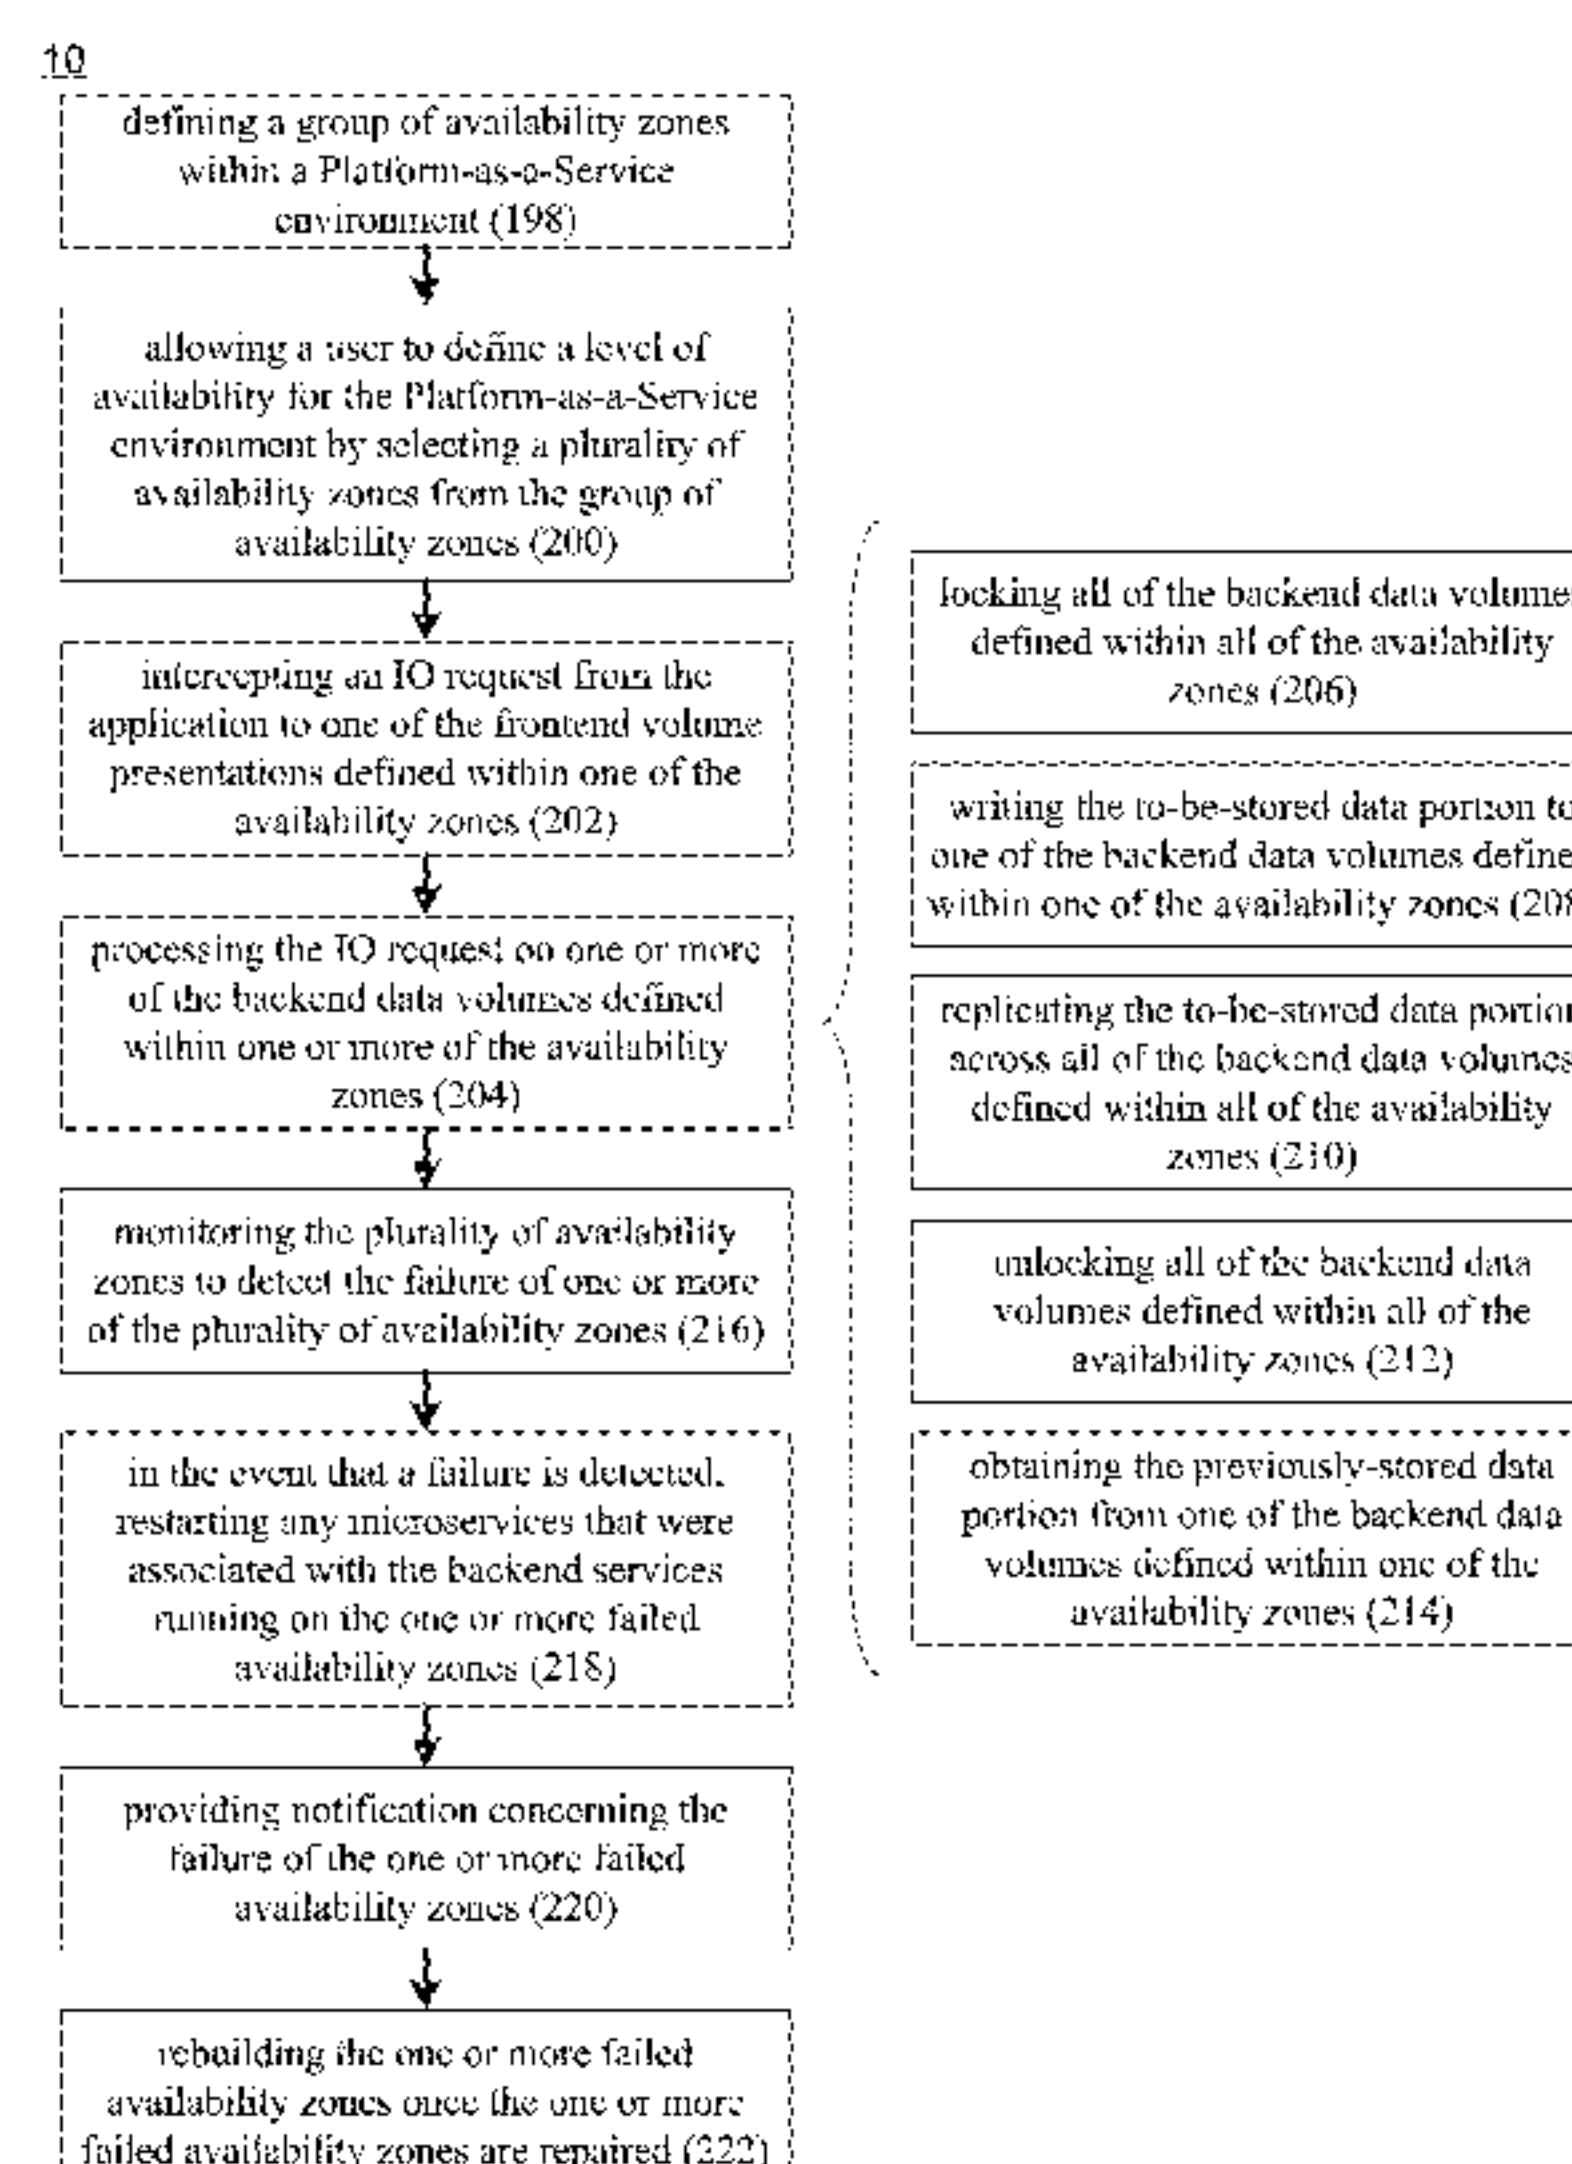 10
defining a group of availability zones
within a Platform-as-a-Service
environment (198)
allowing a user to define a level of
availability for the Platform-as-a-Service
environment by selecting a plurality of
availability zones from the group of
availability zones (200)
intercepting an IO request from the
application to one of the frontend volume
presentations defined within one of the
availability zones (202)
processing the IO request on one or more
of the backend data volumes defined
within one or more of the availability
zones (204)
monitoring the plurality of availability
zones to detect the failure of one or more
of the plurality of availability zones (216)
in the event that a failure is detected,
restarting any microservices that were
associated with the backend services
running on the one or more failed
availability zones (218)
providing notification concerning the
failure of the one or more failed
availability zones (220)
rebuilding the one or more failed
availability zones once the one or more
failed availability zones are repaired (222)
locking all of the backend data volume
defined within all of the availability
zones (206)
writing the to-be-stored data portion to
one of the backend data volumes define
within one of the availability zones (208
replicating the to-be-stored data portion
across all of the backend data volumes
defined within all of the availability
zones (210)
unlocking all of the backend data
volumes defined within all of the
availability zones (212)
obtaining the previously-stored data
portion from one of the backend data
volumes defined within one of the
availability zones (214)